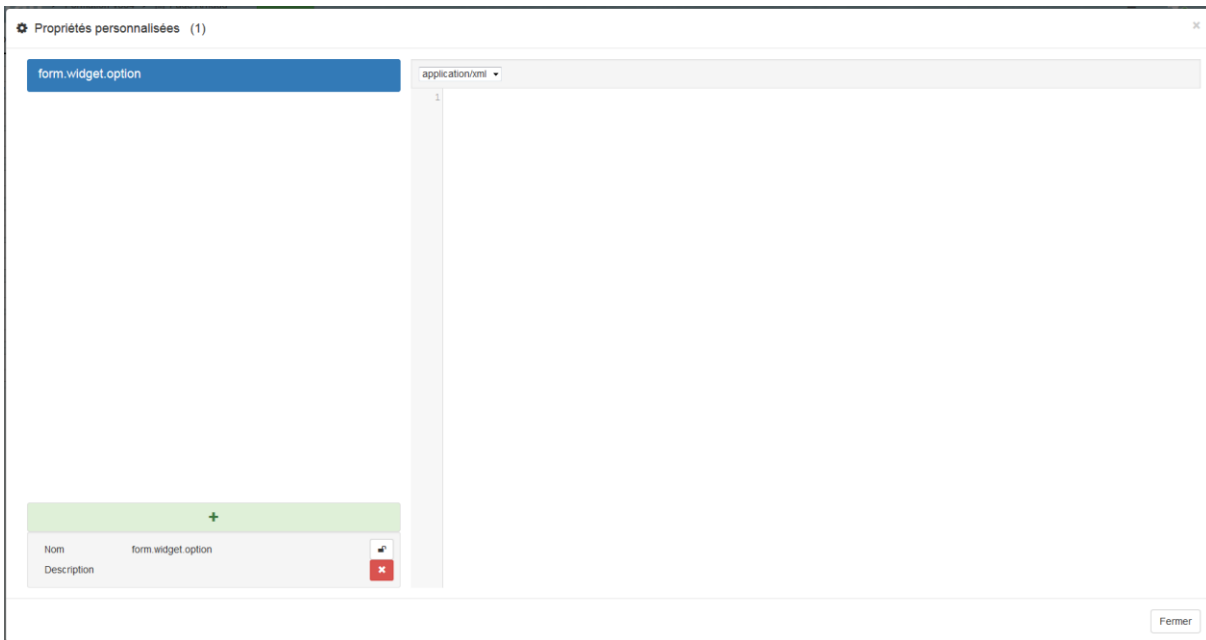 Propriétés personnalisées (1)
×
form.widget.option
application/xml
1
+
Nom form.widget.option
Description
Fermer